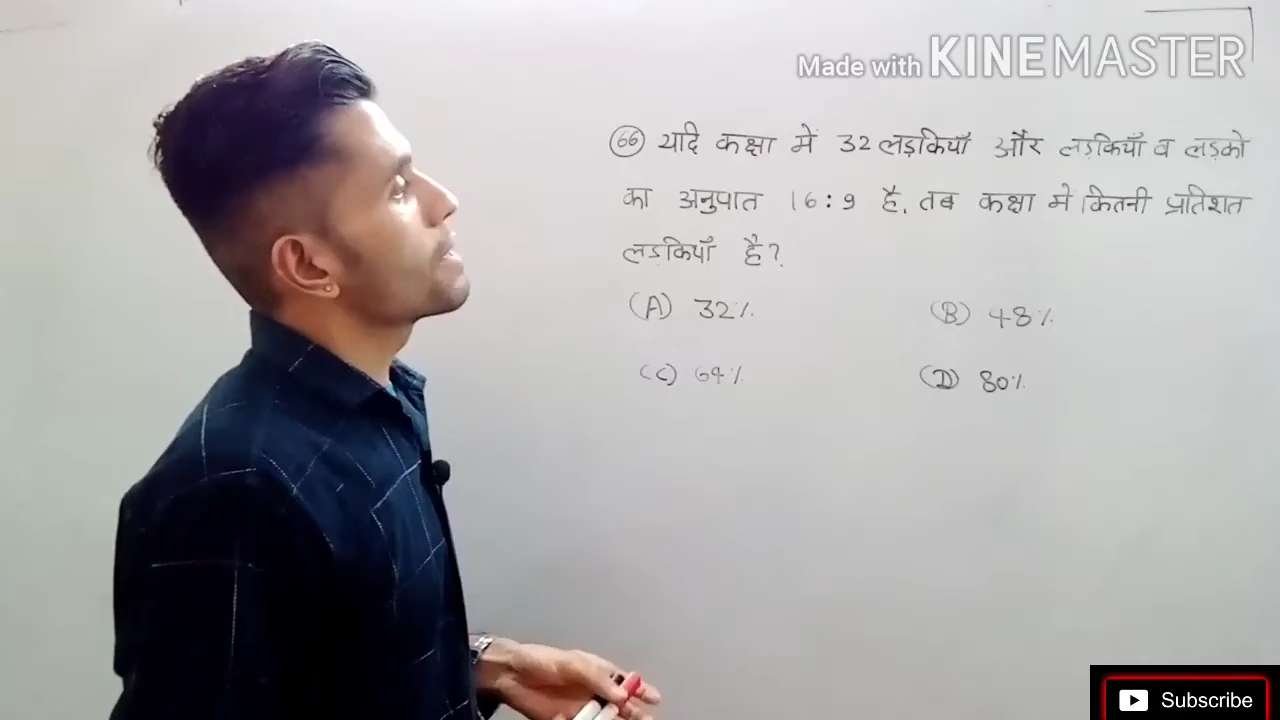 Made with KINEMASTER
(66) यदि कक्षा में 32 लड़कियाँ और लड़कियाँ व लड़को
का अनुपात 16 : 9 है, तब कक्षा मे कितनी प्रतिशत
लड़कियाँ है?
(A) 32%. (B) 48%.
(C) 64%. (D) 80%.
Subscribe